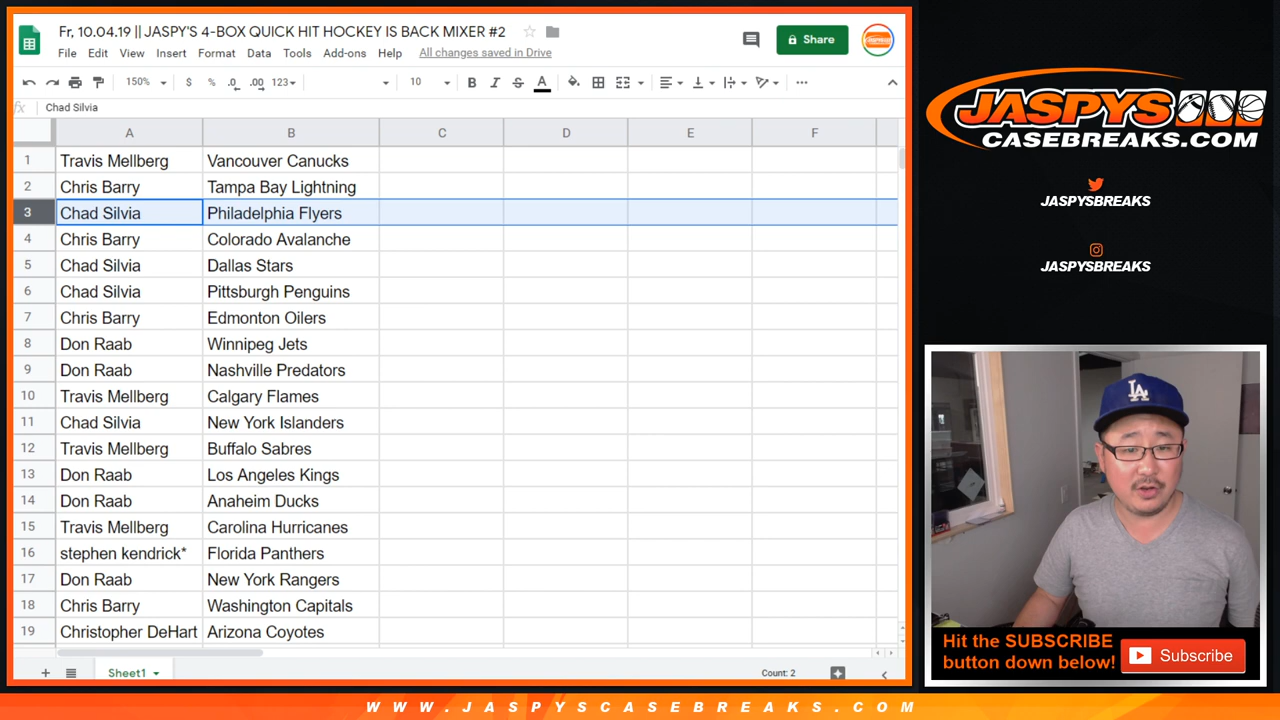 Fr, 10.04.19 || JASPY'S 4-BOX QUICK HIT HOCKEY IS BACK MIXER #2
File Edit View Insert Format Data Tools Add-ons Help All changes saved in Drive
Share
150% $ % .0 .00 123 10 B I S A
fx Chad Silvia
A B C D E F
1 Travis Mellberg Vancouver Canucks
2 Chris Barry Tampa Bay Lightning
3 Chad Silvia Philadelphia Flyers
4 Chris Barry Colorado Avalanche
5 Chad Silvia Dallas Stars
6 Chad Silvia Pittsburgh Penguins
7 Chris Barry Edmonton Oilers
8 Don Raab Winnipeg Jets
9 Don Raab Nashville Predators
10 Travis Mellberg Calgary Flames
11 Chad Silvia New York Islanders
12 Travis Mellberg Buffalo Sabres
13 Don Raab Los Angeles Kings
14 Don Raab Anaheim Ducks
15 Travis Mellberg Carolina Hurricanes
16 stephen kendrick* Florida Panthers
17 Don Raab New York Rangers
18 Chris Barry Washington Capitals
19 Christopher DeHart Arizona Coyotes
Sheet1
Count: 2
JASPYS
CASEBREAKS.COM
JASPYSBREAKS
JASPYSBREAKS
LA
Hit the SUBSCRIBE
button down below!
Subscribe
WWW.JASPYSCASEBREAKS.COM